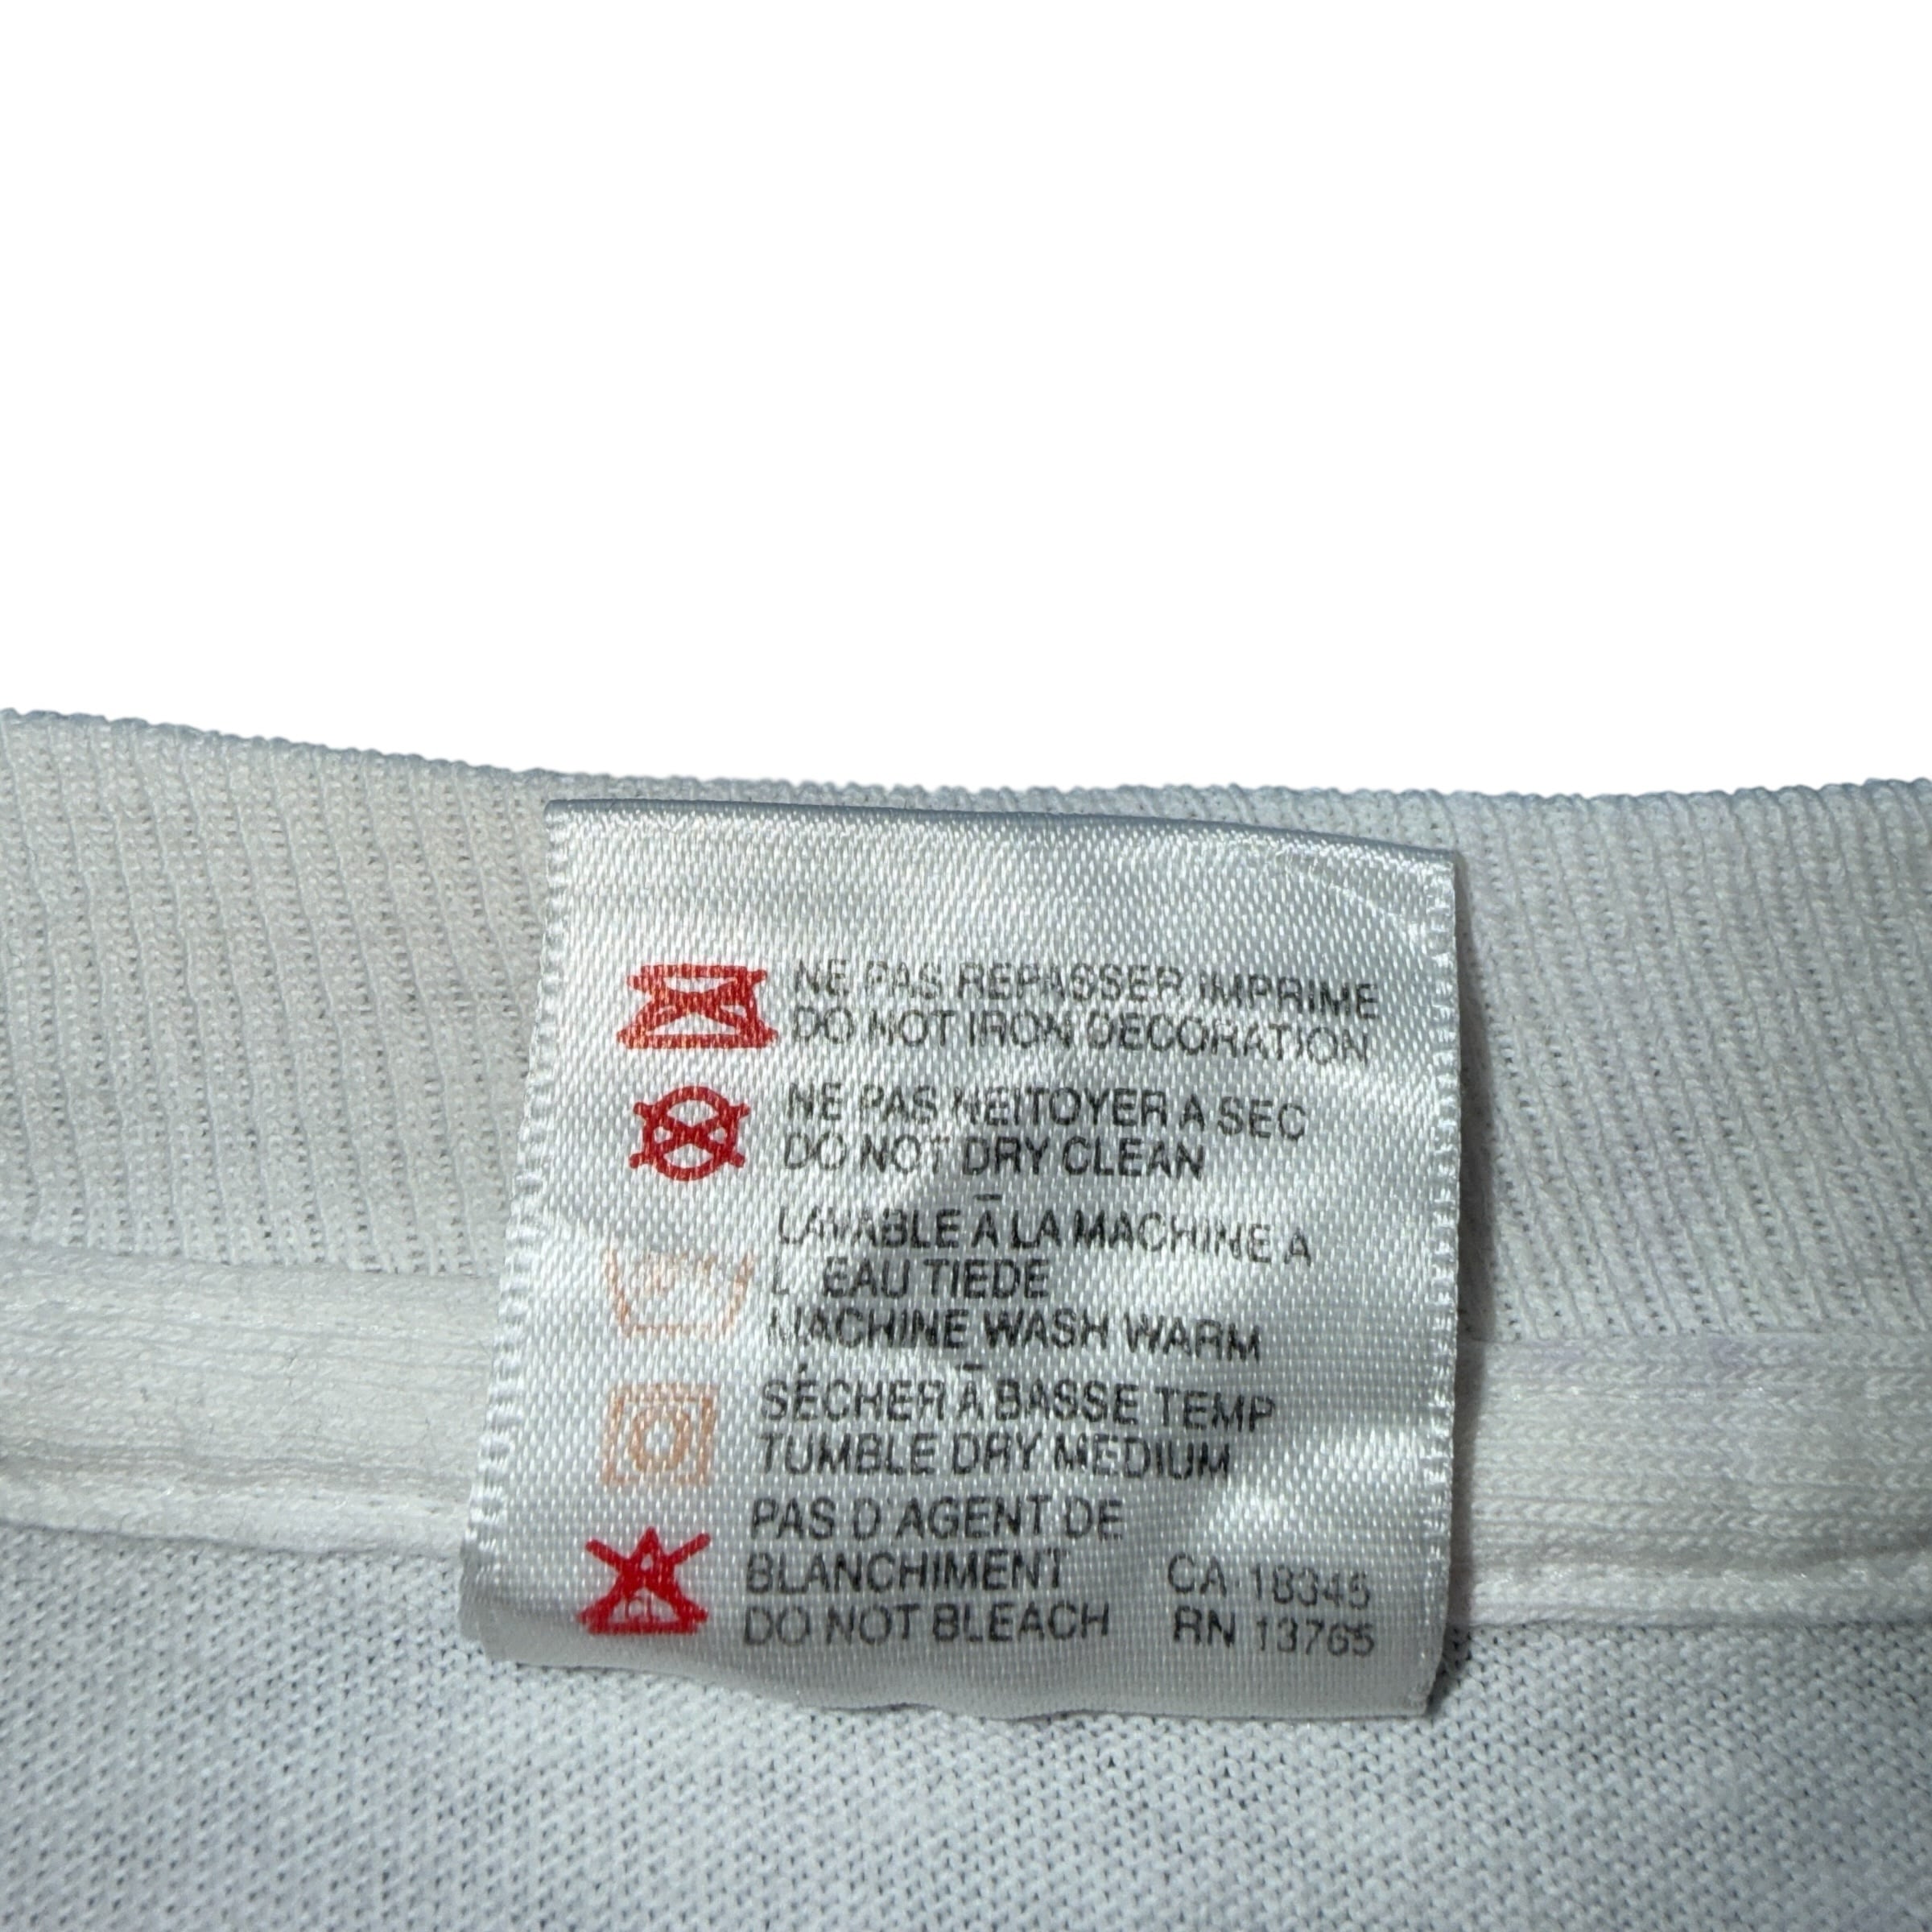 NE PAS REPASSER IMPRIME
DO NOT IRON DECORATION
NE PAS NEITOYER A SEC
DO NOT DRY CLEAN
LAVABLE À LA MACHINE A
L'EAU TIEDE
MACHINE WASH WARM
SÉCHER À BASSE TEMP
TUMBLE DRY MEDIUM
PAS D'AGENT DE
BLANCHIMENT
DO NOT BLEACH
CL
CA 18345
RN 13765